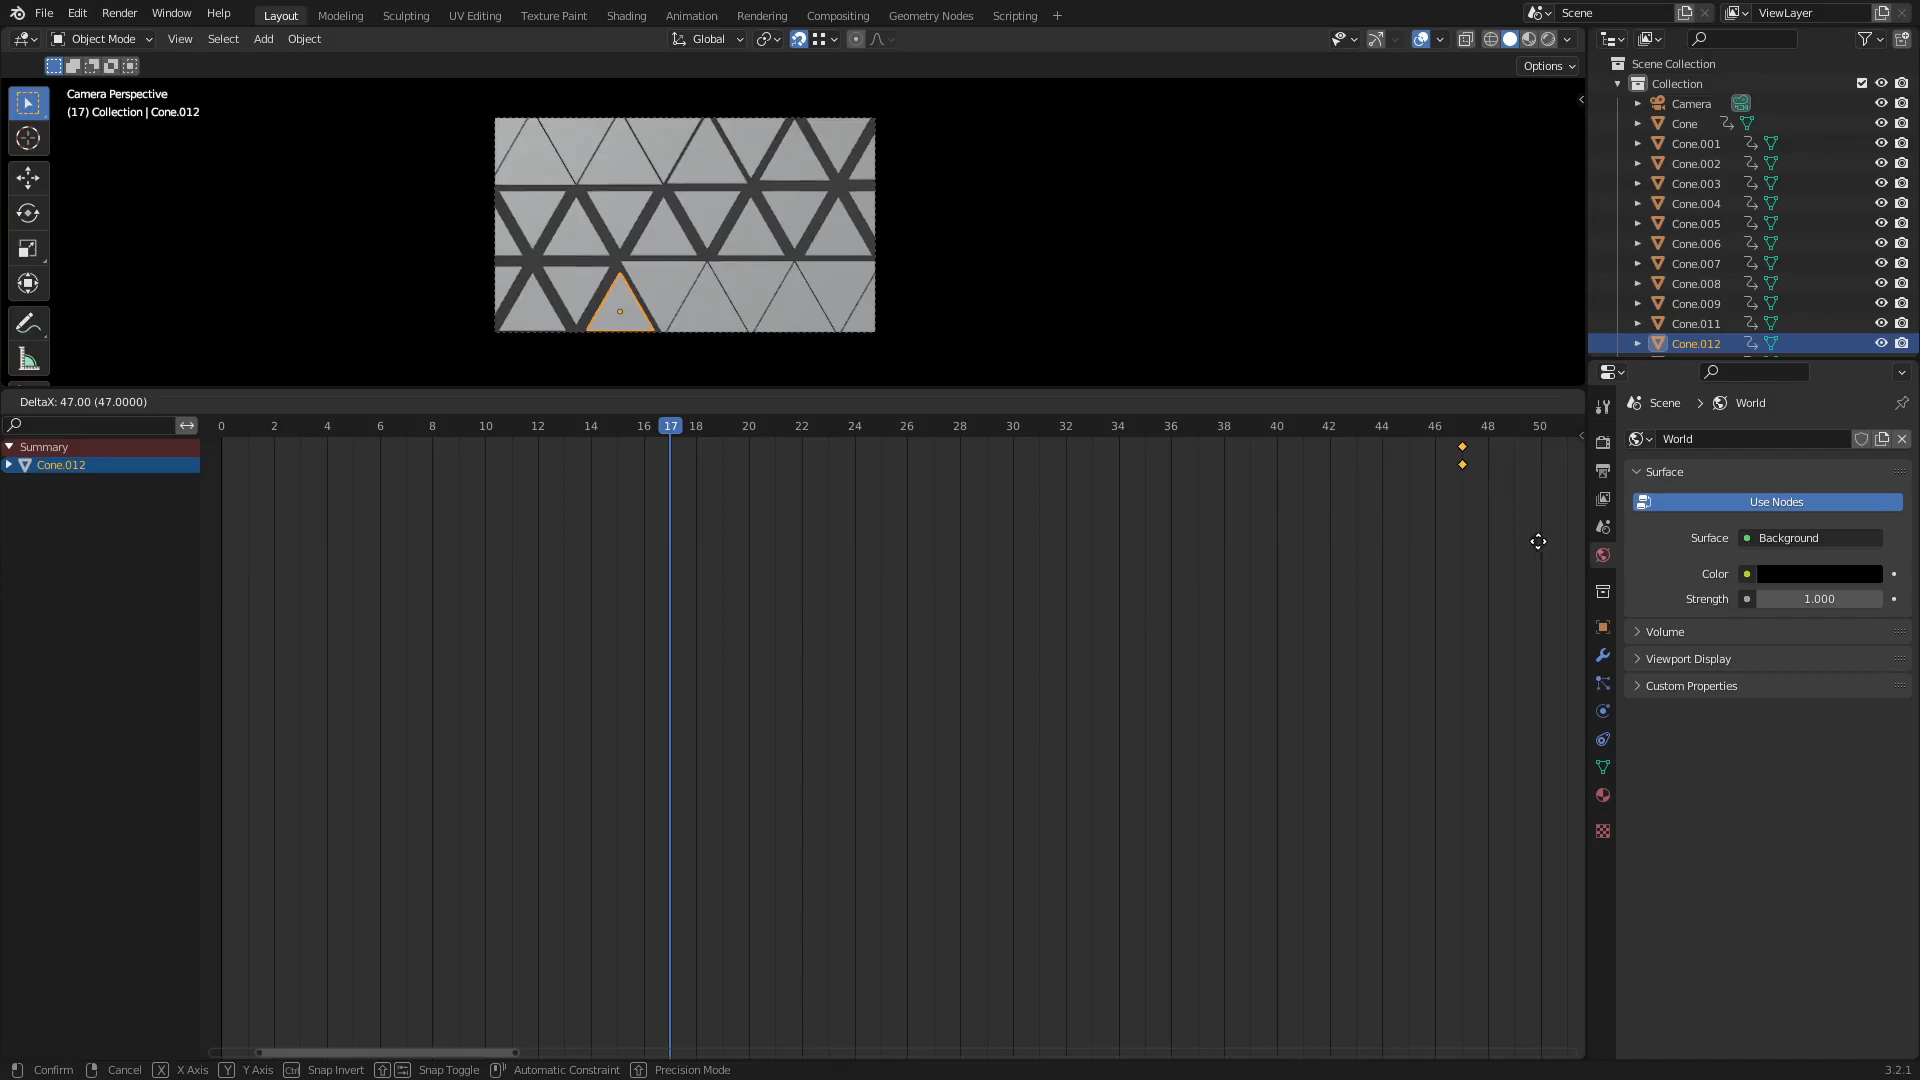 File Edit Render Window Help Layout Modeling Sculpting UV Editing Texture Paint Shading Animation Rendering Compositing Geometry Nodes Scripting Scene ViewLayer
Object Mode View Select Add Object Global
Options
Camera Perspective
(17) Collection | Cone.012
Scene Collection
Collection
Camera
Cone
Cone.001
Cone.002
Cone.003
Cone.004
Cone.005
Cone.006
Cone.007
Cone.008
Cone.009
Cone.011
Cone.012
DeltaX: 47.00 (47.0000)
0 2 4 6 8 10 12 14 16 17 18 20 22 24 26 28 30 32 34 36 38 40 42 44 46 48 50
Summary
Cone.012
Scene World
World
Surface
Use Nodes
Surface Background
Color
Strength 1.000
Volume
Viewport Display
Custom Properties
Confirm Cancel X X Axis Y Y Axis Ctrl Snap Invert Snap Toggle Automatic Constraint Precision Mode 3.2.1